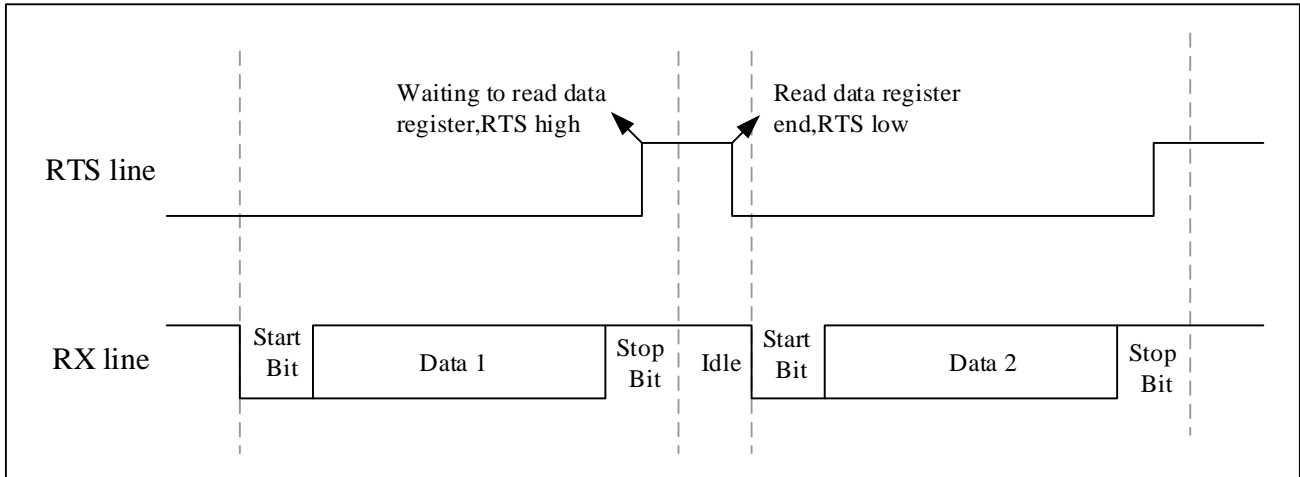 Waiting to read data
register,RTS high
Read data register
end,RTS low
RTS line
RX line
Start
Bit
Data 1
Stop
Bit
Idle
Start
Bit
Data 2
Stop
Bit